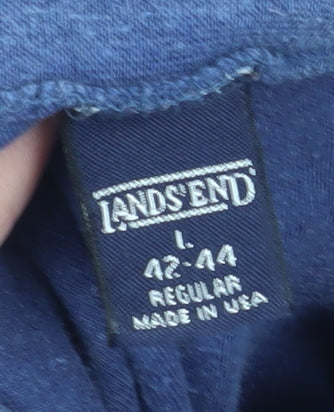 LANDS' END
L
42-44
REGULAR
MADE IN USA